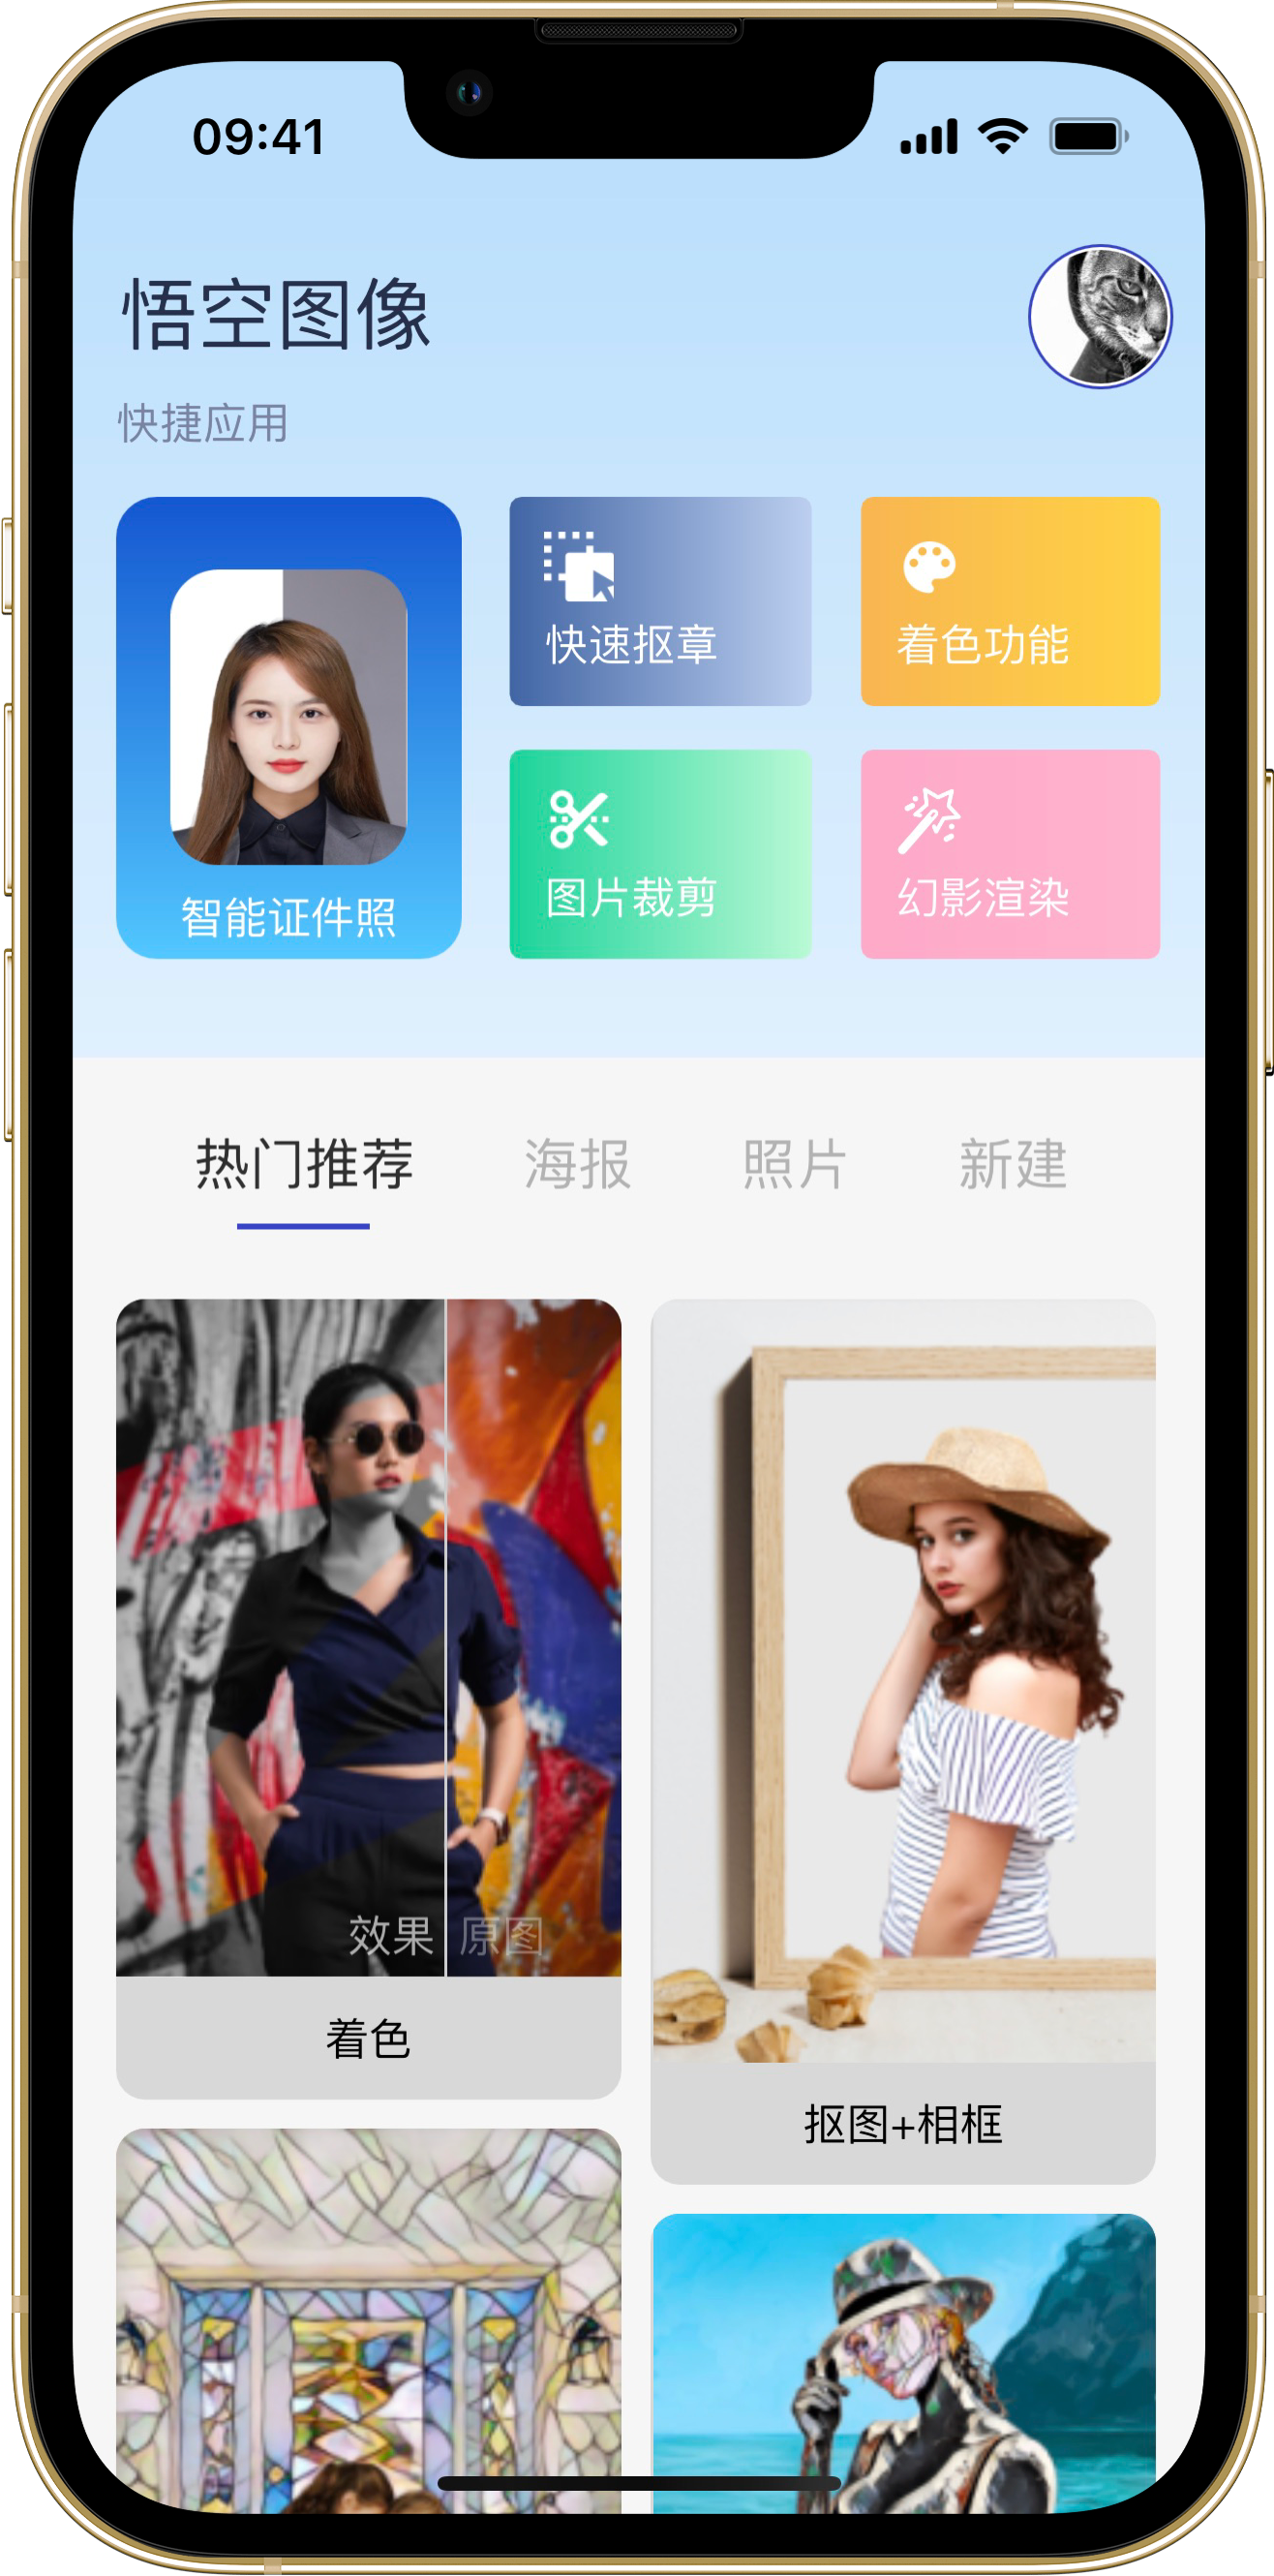 09:41
悟空图像
快捷应用
智能证件照
快速抠章
着色功能
图片裁剪
幻影渲染
热门推荐
海报
照片
新建
效果
原图
着色
抠图+相框